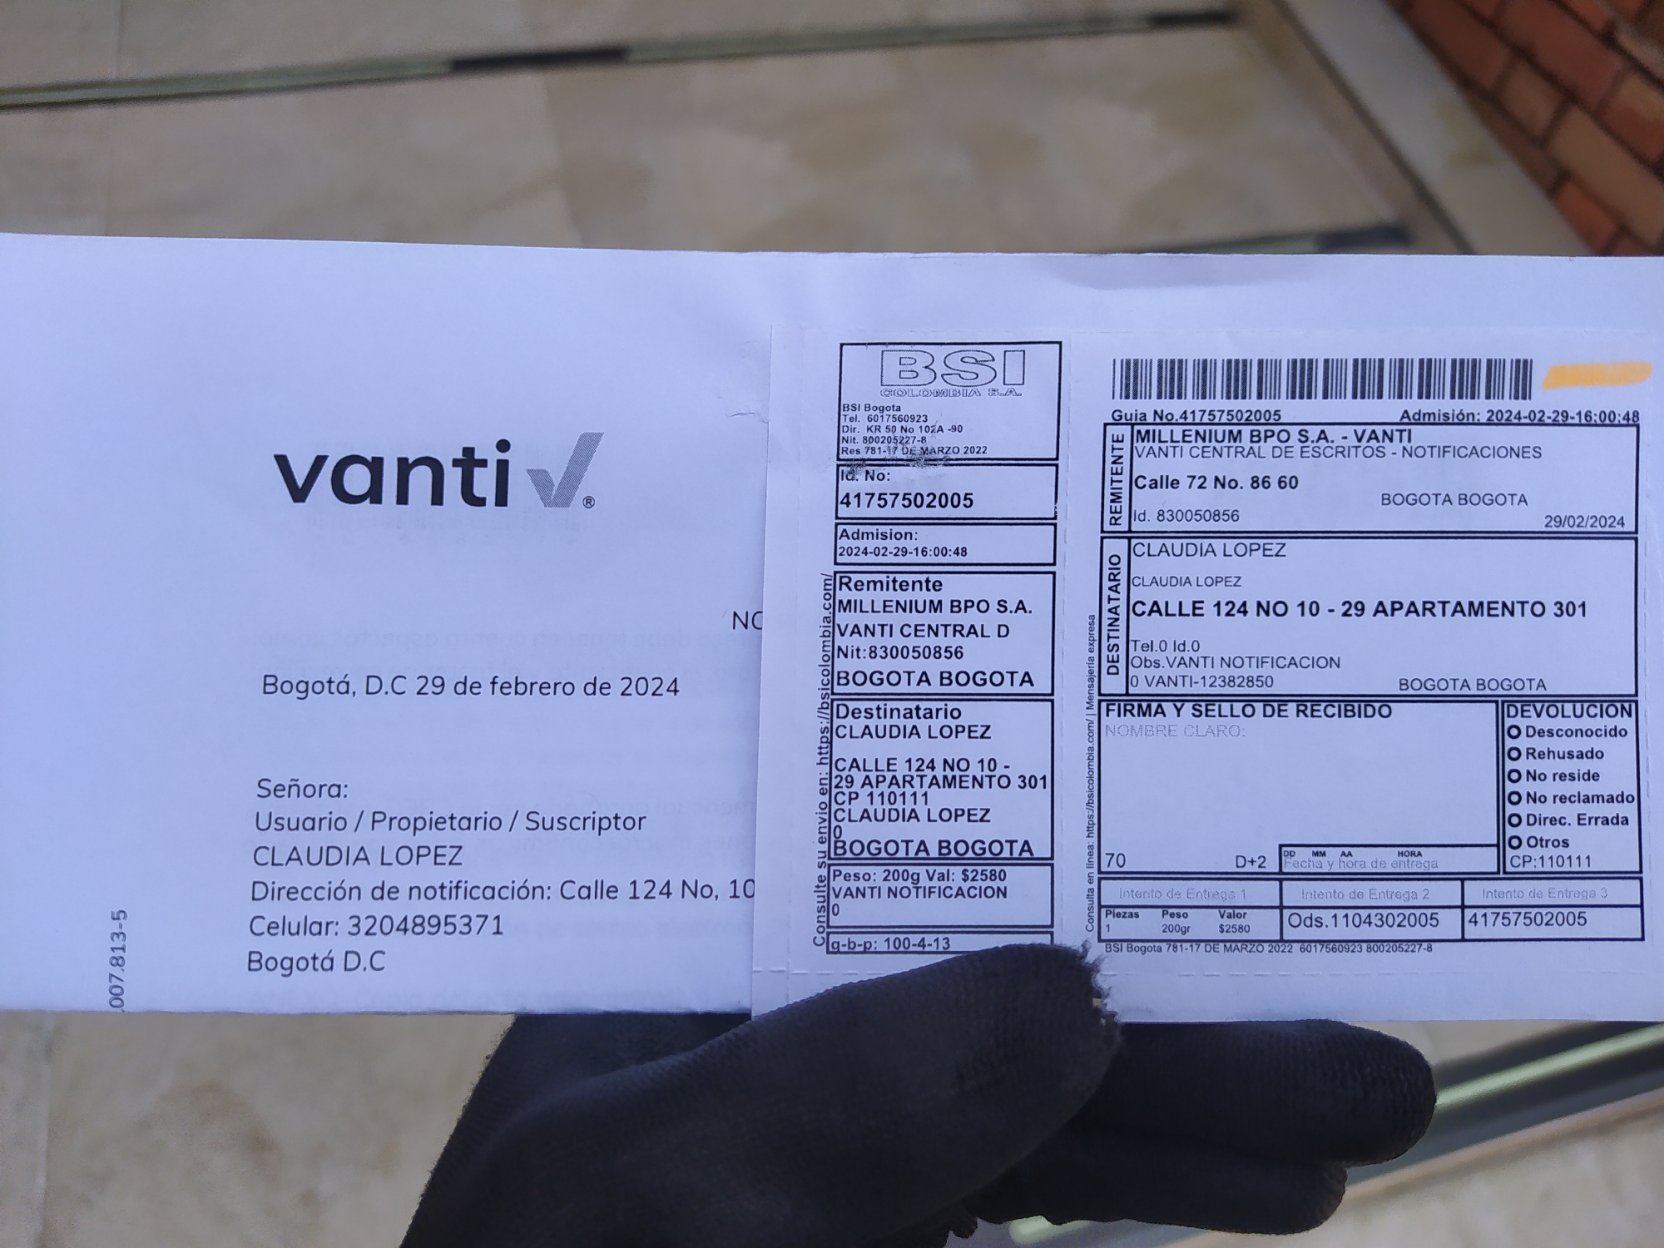 vanti
NO
Bogotá, D.C 29 de febrero de 2024
Señora:
Usuario / Propietario / Suscriptor
CLAUDIA LOPEZ
Dirección de notificación: Calle 124 No, 10
Celular: 3204895371
Bogotá D.C
.007.813-5
BSI
COLOMBIA S.A.
BSI Bogota
Tel. 6017560923
Dir. KR 50 No 102A -90
Nit. 800205227-8
Res 781-17 DE MARZO 2022
Id. No:
41757502005
Admision:
2024-02-29-16:00:48
Remitente
MILLENIUM BPO S.A.
VANTI CENTRAL D
Nit:830050856
BOGOTA BOGOTA
Destinatario
CLAUDIA LOPEZ
CALLE 124 NO 10 -
29 APARTAMENTO 301
CP 110111
CLAUDIA LOPEZ
0
BOGOTA BOGOTA
Peso: 200g Val: $2580
VANTI NOTIFICACION
0
g-b-p: 100-4-13
Consulte su envio en: https://bsicolombia.com/
Guia No.41757502005 Admisión: 2024-02-29-16:00:48
REMITENTE
MILLENIUM BPO S.A. - VANTI
VANTI CENTRAL DE ESCRITOS - NOTIFICACIONES
Calle 72 No. 86 60
BOGOTA BOGOTA
Id. 830050856
29/02/2024
DESTINATARIO
CLAUDIA LOPEZ
CLAUDIA LOPEZ
CALLE 124 NO 10 - 29 APARTAMENTO 301
Tel.0 Id.0
Obs.VANTI NOTIFICACION
0 VANTI-12382850 BOGOTA BOGOTA
FIRMA Y SELLO DE RECIBIDO
NOMBRE CLARO:
70 D+2
DD MM AA HORA
Fecha y hora de entrega
DEVOLUCION
Desconocido
Rehusado
No reside
No reclamado
Direc. Errada
Otros
CP:110111
Intento de Entrega 1 Intento de Entrega 2 Intento de Entrega 3
Piezas Peso Valor
1 200gr $2580
Ods.1104302005 41757502005
BSI Bogota 781-17 DE MARZO 2022 6017560923 800205227-8
Consulta en linea: https://bsicolombia.com/ | Mensajería expresa